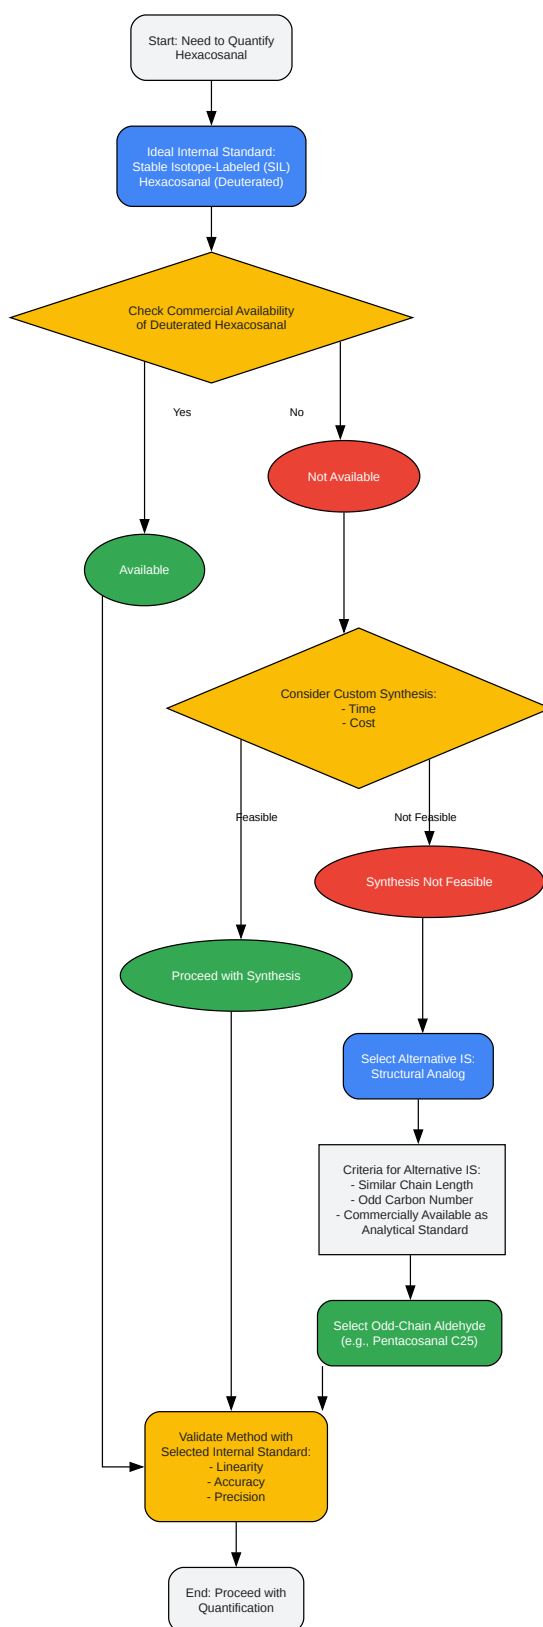 Start: Need to Quantify
Hexacosanal
Ideal Internal Standard:
Stable Isotope-Labeled (SIL)
Hexacosanal (Deuterated)
Check Commercial Availability
of Deuterated Hexacosanal
Yes
No
Not Available
Available
Consider Custom Synthesis:
- Time
- Cost
Feasible
Not Feasible
Synthesis Not Feasible
Proceed with Synthesis
Select Alternative IS:
Structural Analog
Criteria for Alternative IS:
- Similar Chain Length
- Odd Carbon Number
- Commercially Available as
Analytical Standard
Select Odd-Chain Aldehyde
(e.g., Pentacosanal C25)
Validate Method with
Selected Internal Standard:
- Linearity
- Accuracy
- Precision
End: Proceed with
Quantification